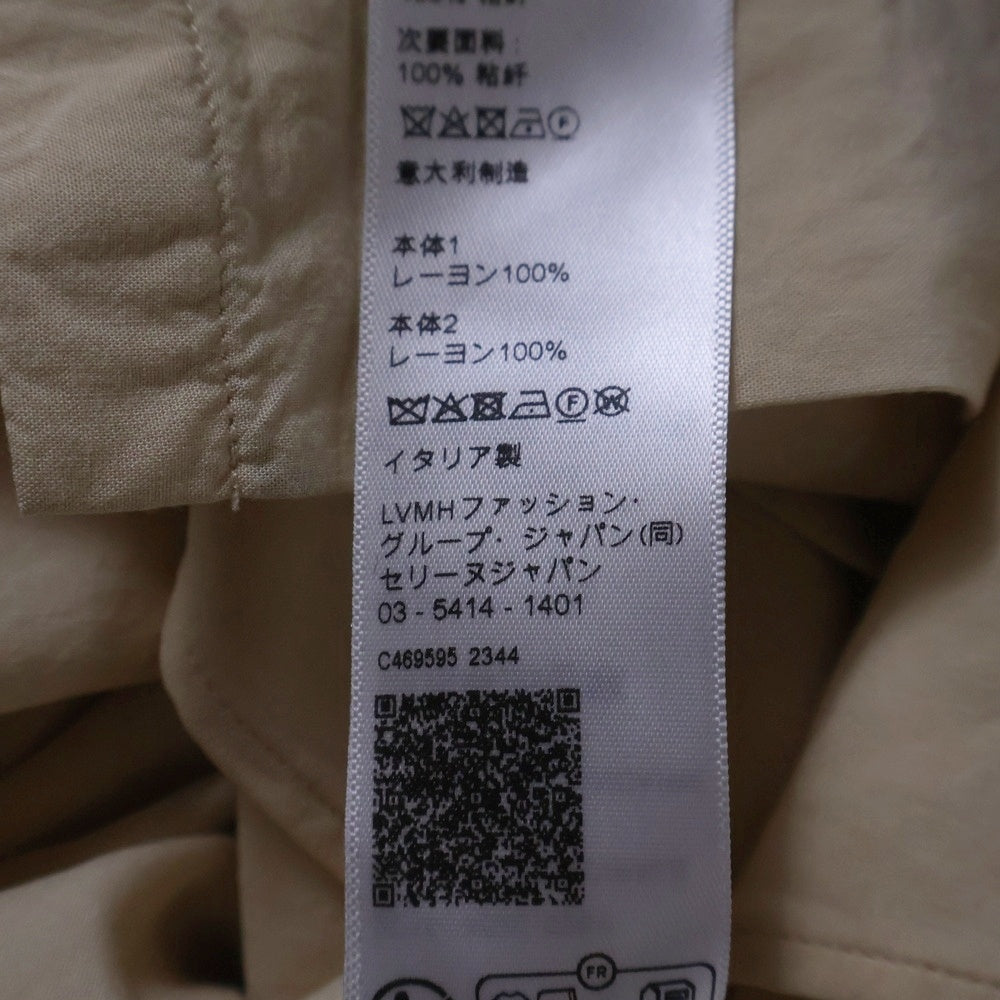 次要面料:
100% 粘纤
意大利制造
本体1
レーヨン100%
本体2
レーヨン100%
F
W
イタリア製
LVMHファッション・
グループ・ジャパン(同)
セリーヌジャパン
03 - 5414 - 1401
C469595 2344
FR